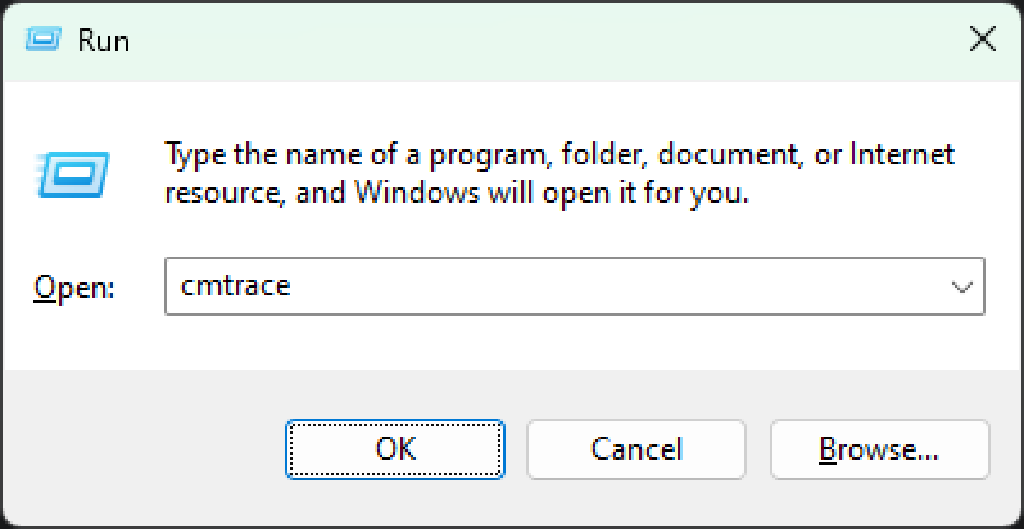 Run
Type the name of a program, folder, document, or Internet
resource, and Windows will open it for you.
Open: cmtrace
OK Cancel Browse...